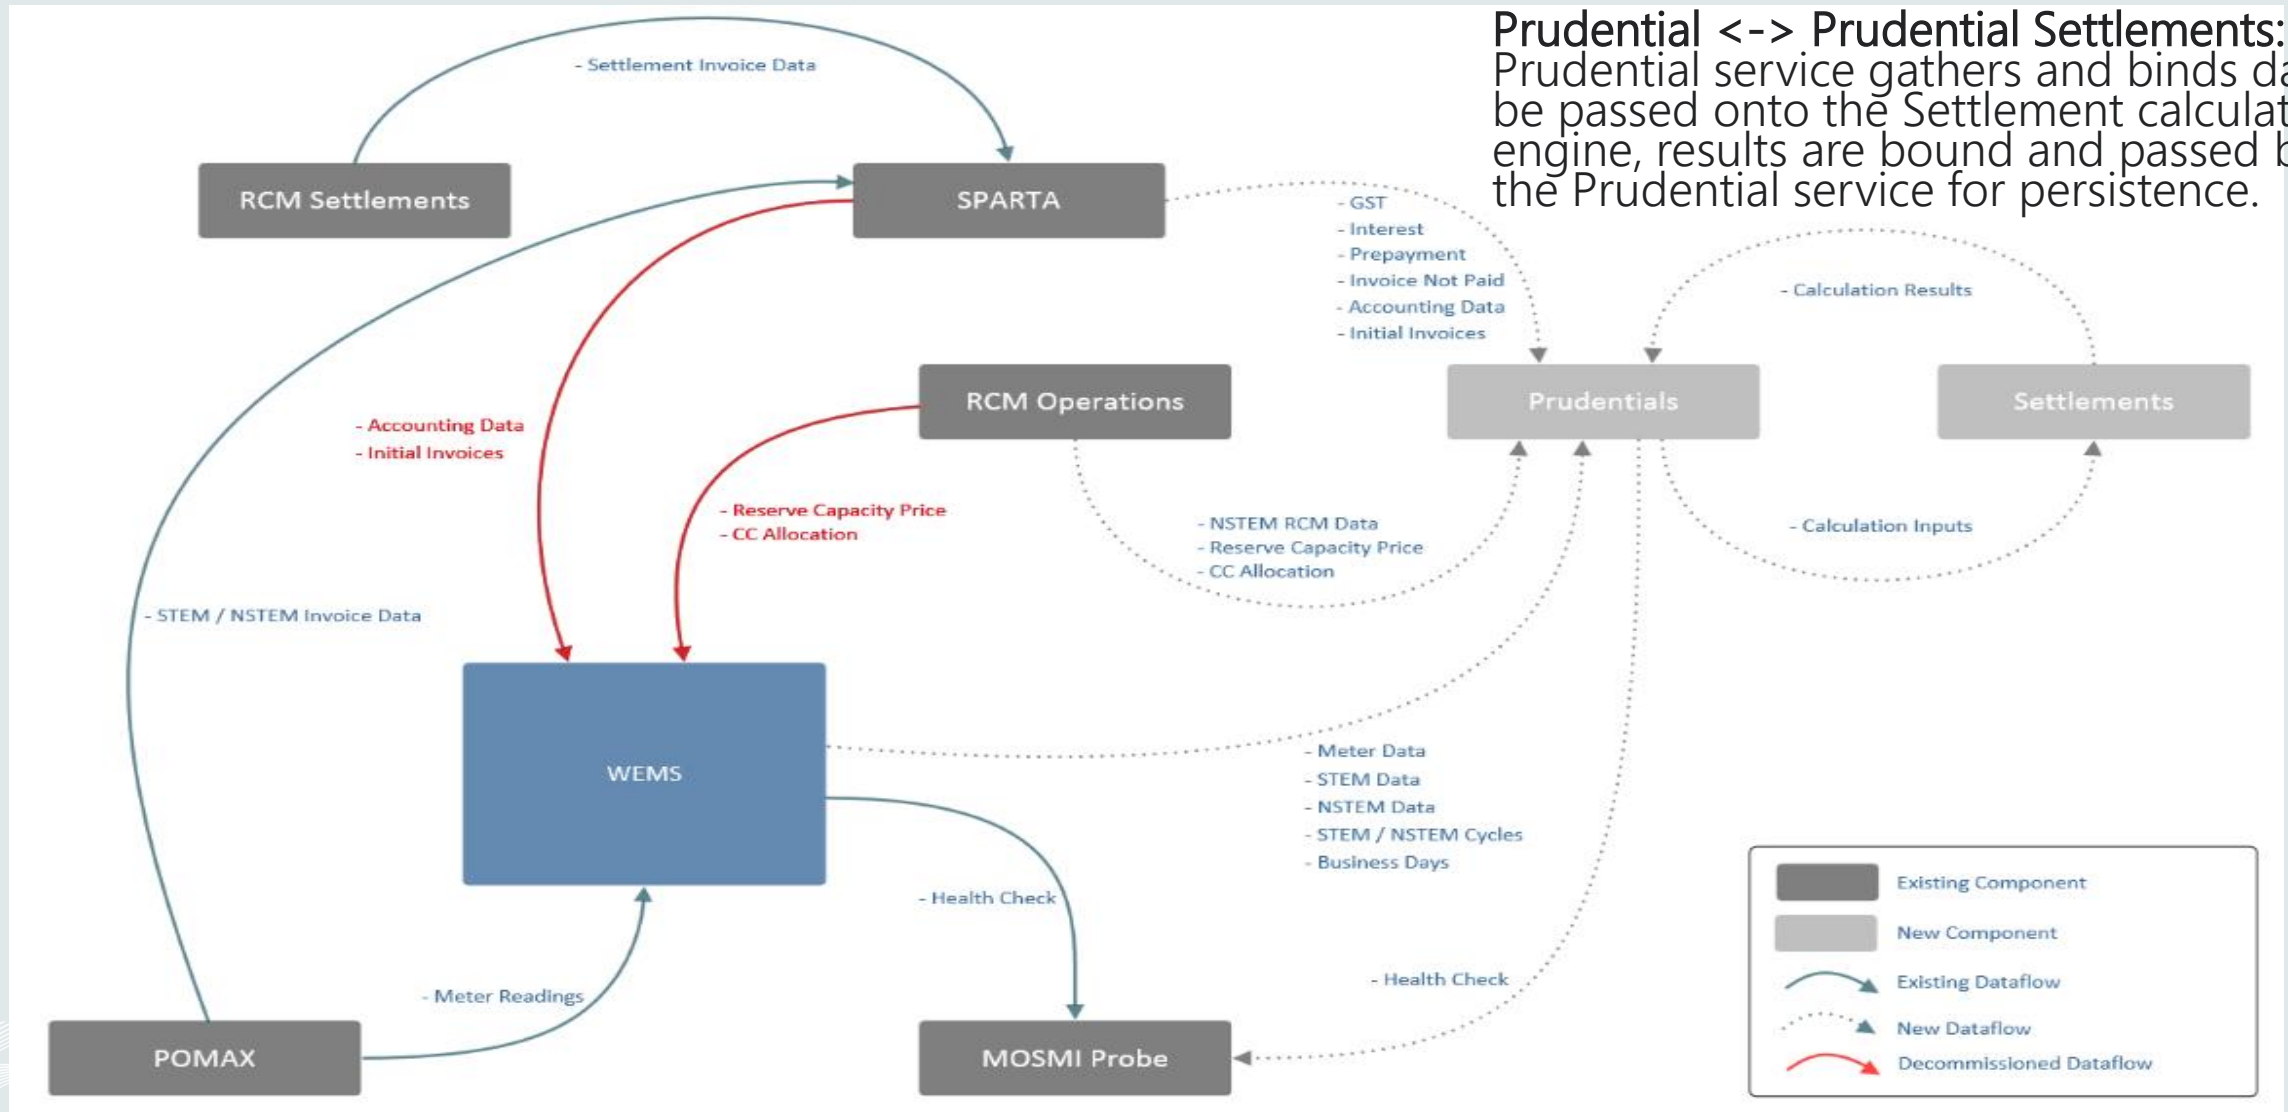 Prudential <-> Prudential Settlements:
Prudential service gathers and binds
be passed onto the Settlement
engine, results are bound and passed
the Prudential service for persistence.
- Settlement Invoice Data
RCM Settlements
SPARTA
- GST
- Interest
- Prepayment
- Invoice Not Paid
- Accounting Data
- Initial Invoices
- Calculation Results
RCM Operations
Prudentials
Settlements
- Accounting Data
- Initial Invoices
- Reserve Capacity Price
- CC Allocation
- NSTEM RCM Data
- Reserve Capacity Price
- CC Allocation
- Calculation Inputs
- STEM / NSTEM Invoice Data
WEMS
- Meter Data
- STEM Data
- NSTEM Data
- STEM / NSTEM Cycles
- Business Days
- Health Check
- Health Check
- Meter Readings
POMAX
MOSMI Probe
Existing Component
New Component
Existing Dataflow
New Dataflow
Decommissioned Dataflow